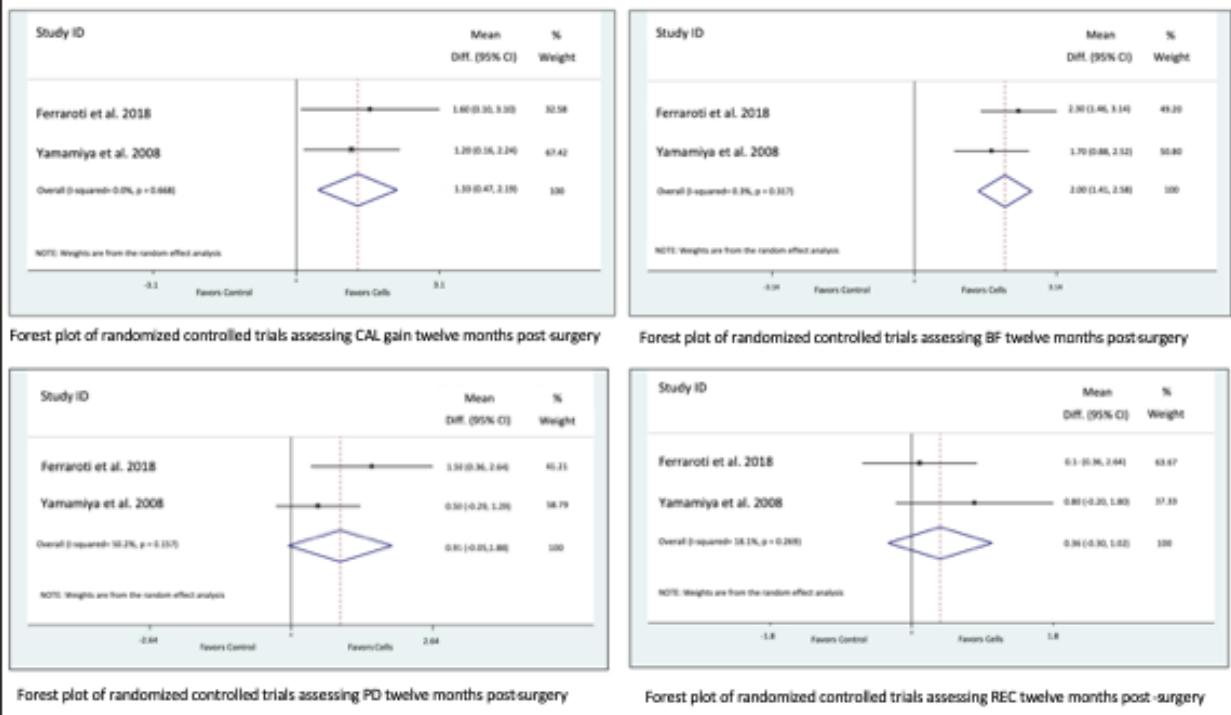 Study ID
Mean %
Diff. (95% CI) Weight
Ferraroti et al. 2018 1.60 (0.10, 3.10) 32.58
Yamamiya et al. 2008 1.20 (0.16, 2.24) 67.42
Overall (I-squared= 0.0%, p = 0.668) 1.33 (0.47, 2.19) 100
NOTE: Weights are from the random effect analysis
-3.1 3.1
Favors Control Favors Cells
Forest plot of randomized controlled trials assessing CAL gain twelve months post-surgery
Study ID
Mean %
Diff. (95% CI) Weight
Ferraroti et al. 2018 2.30 (1.46, 3.14) 49.20
Yamamiya et al. 2008 1.70 (0.88, 2.52) 50.80
Overall (I-squared= 0.3%, p = 0.317) 2.00 (1.41, 2.58) 100
NOTE: Weights are from the random effect analysis
-3.14 3.14
Favors Control Favors Cells
Forest plot of randomized controlled trials assessing BF twelve months post-surgery
Study ID
Mean %
Diff. (95% CI) Weight
Ferraroti et al. 2018 1.50 (0.36, 2.64) 41.21
Yamamiya et al. 2008 0.50 (-0.29, 1.29) 58.79
Overall (I-squared= 50.2%, p = 0.157) 0.91 (-0.05,1.88) 100
NOTE: Weights are from the random effect analysis
-2.64 2.64
Favors Control Favors Cells
Forest plot of randomized controlled trials assessing PD twelve months post-surgery
Study ID
Mean %
Diff. (95% CI) Weight
Ferraroti et al. 2018 0.1- (0.36, 2.64) 63.67
Yamamiya et al. 2008 0.80 (-0.20, 1.80) 37.33
Overall (I-squared= 18.1%, p = 0.269) 0.36 (-0.30, 1.02) 100
NOTE: Weights are from the random effect analysis
-1.8 1.8
Favors Control Favors Cells
Forest plot of randomized controlled trials assessing REC twelve months post -surgery